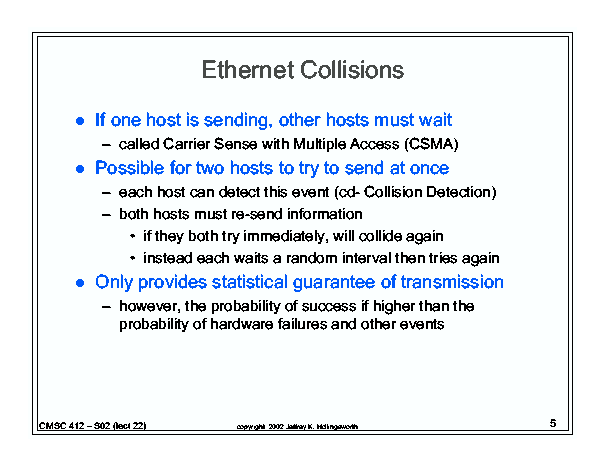 Ethernet Collisions
● If one host is sending, other hosts must wait
– called Carrier Sense with Multiple Access (CSMA)
● Possible for two hosts to try to send at once
– each host can detect this event (cd- Collision Detection)
– both hosts must re-send information
• if they both try immediately, will collide again
• instead each waits a random interval then tries again
● Only provides statistical guarantee of transmission
– however, the probability of success if higher than the
probability of hardware failures and other events
CMSC 412 – S02 (lect 22)
copyright 2002 Jeffrey K. Hollingsworth
5